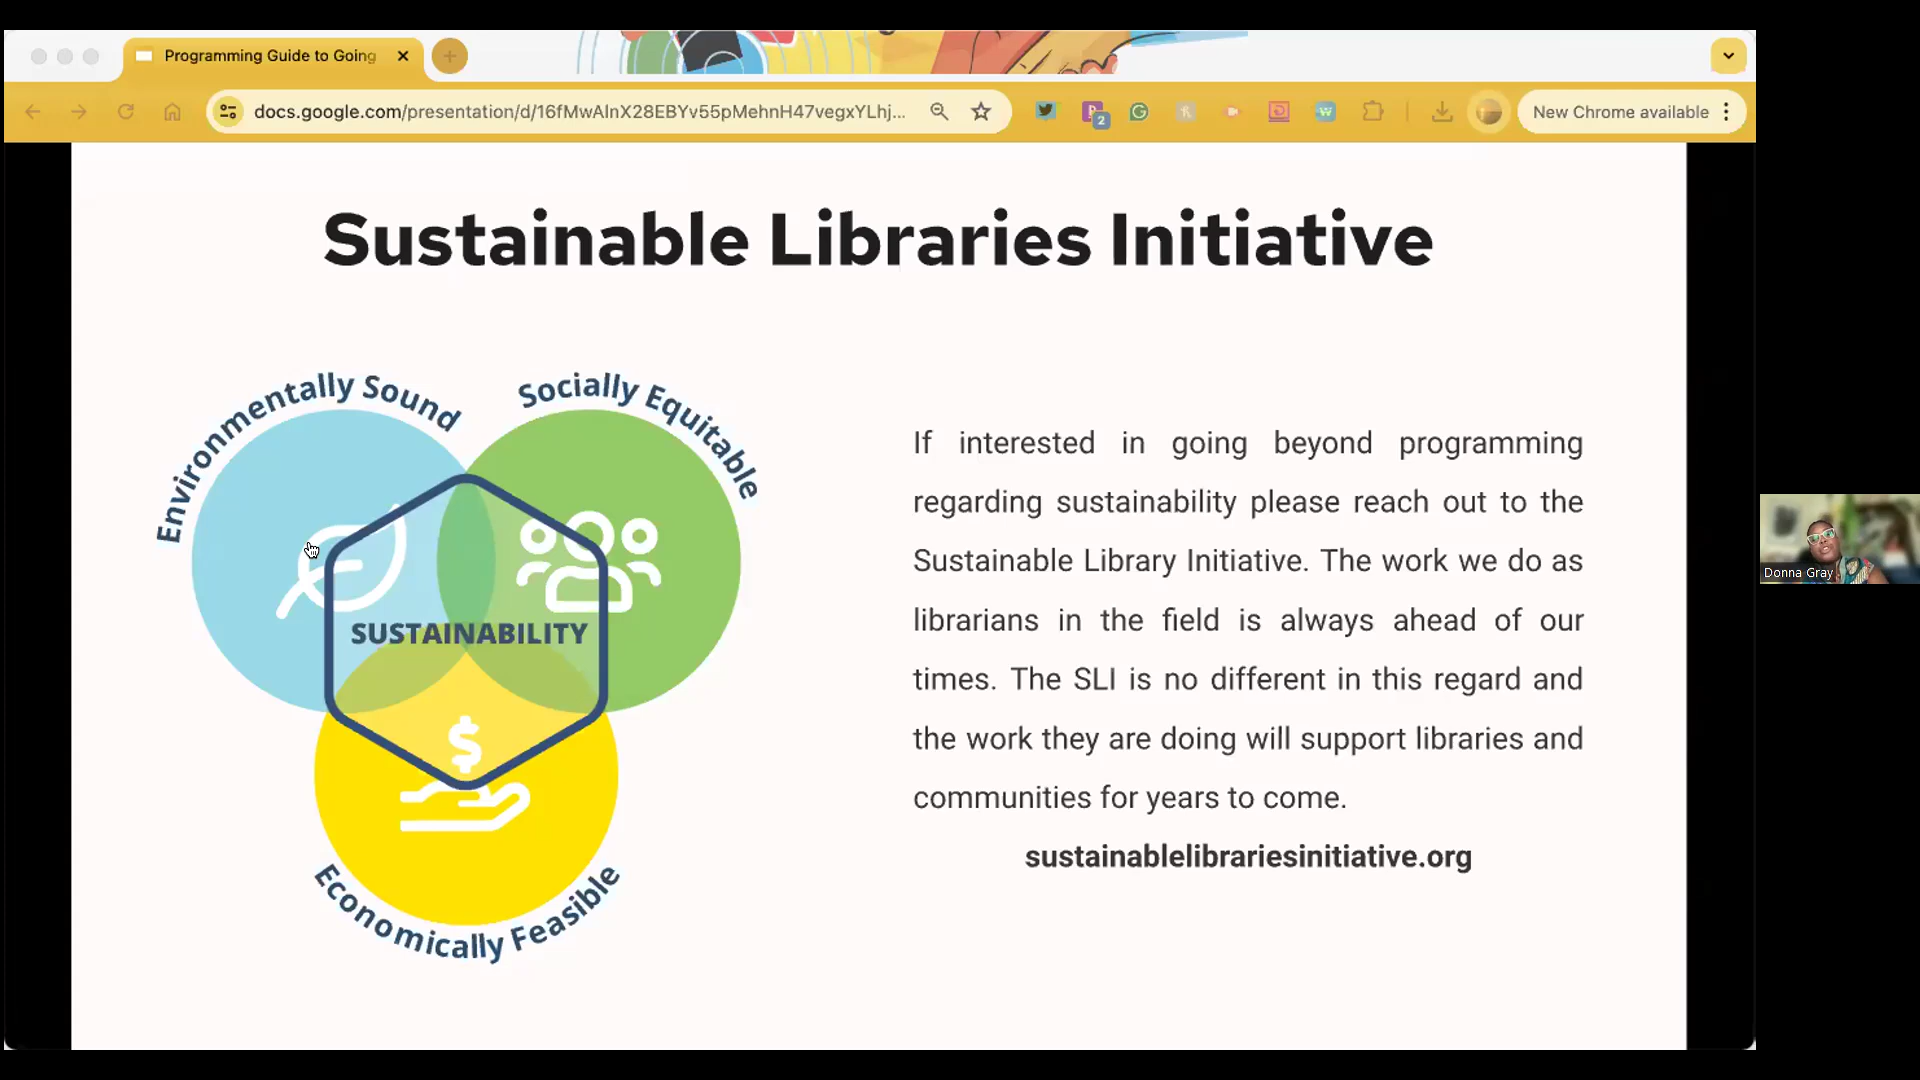 Programming Guide to Going
docs.google.com/presentation/d/16fMwAlnX28EBYv55pMehnH47vegxYLhj...
2
New Chrome available
Sustainable Libraries Initiative
Environmentally Sound
Socially Equitable
SUSTAINABILITY
$
Economically Feasible
If interested in going beyond programming
regarding sustainability please reach out to the
Sustainable Library Initiative. The work we do as
librarians in the field is always ahead of our
times. The SLI is no different in this regard and
the work they are doing will support libraries and
communities for years to come.
sustainablelibrariesinitiative.org
Donna Gray